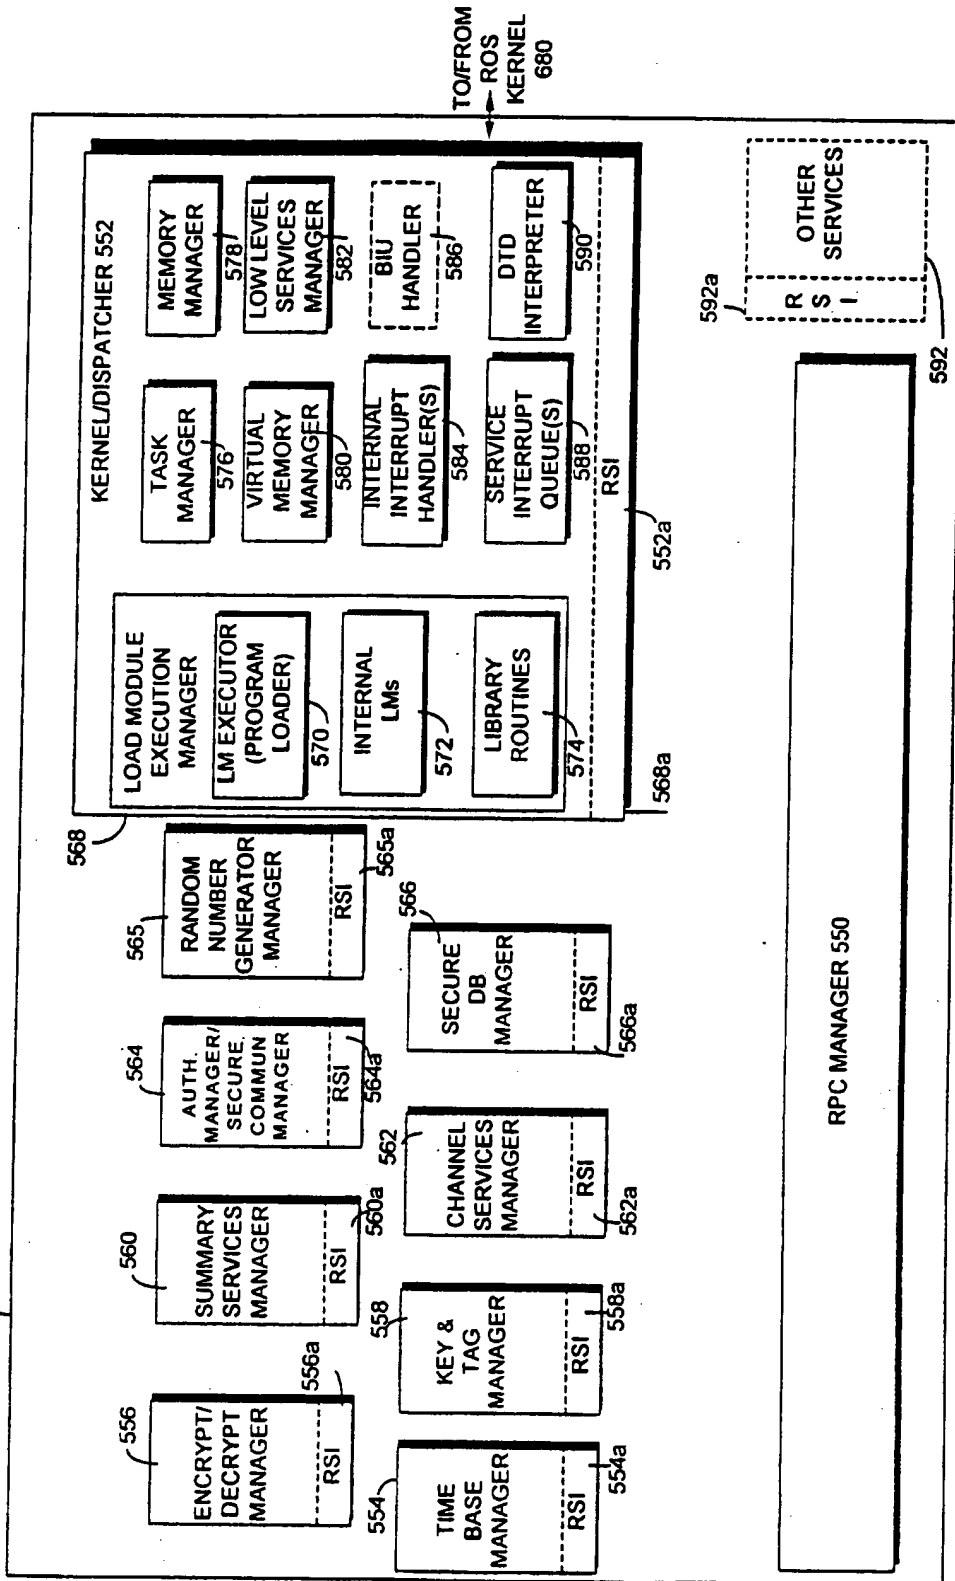 KERNEL/DISPATCHER 552
LOAD MODULE
EXECUTION
MANAGER
LM EXECUTOR
(PROGRAM
LOADER)
570
INTERNAL
LMs
572
LIBRARY
ROUTINES
574
568
568a
TASK
MANAGER
576
MEMORY
MANAGER
578
VIRTUAL
MEMORY
MANAGER
580
LOW LEVEL
SERVICES
MANAGER
582
INTERNAL
INTERRUPT
HANDLER(S)
584
BIU
HANDLER
586
SERVICE
INTERRUPT
QUEUE(S)
588
DTD
INTERPRETER
590
RSI
552a
TO/FROM
ROS
KERNEL
680
556
ENCRYPT/
DECRYPT
MANAGER
RSI
556a
560
SUMMARY
SERVICES
MANAGER
RSI
560a
564
AUTH.
MANAGER/
SECURE.
COMMUN
MANAGER
RSI
564a
565
RANDOM
NUMBER
GENERATOR
MANAGER
RSI
565a
554
TIME
BASE
MANAGER
RSI
554a
558
KEY &
TAG
MANAGER
RSI
558a
562
CHANNEL
SERVICES
MANAGER
RSI
562a
566
SECURE
DB
MANAGER
RSI
566a
592a
R
S
I
OTHER
SERVICES
592
RPC MANAGER 550